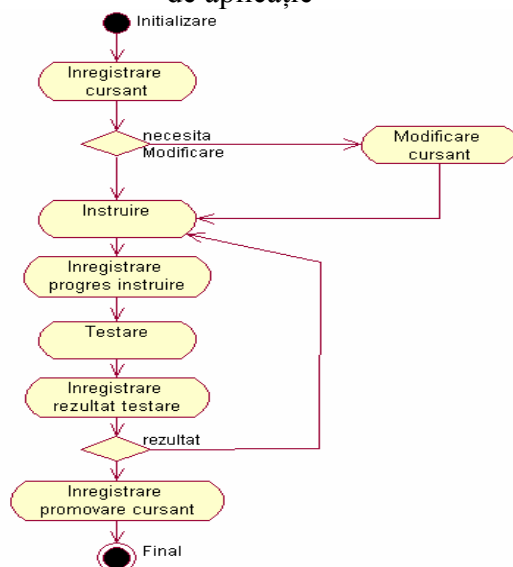 de aplicație
Initializare
Inregistrare
cursant
necesita
Modificare
Modificare
cursant
Instruire
Inregistrare
progres instruire
Testare
Inregistrare
rezultat testare
rezultat
Inregistrare
promovare cursant
Final